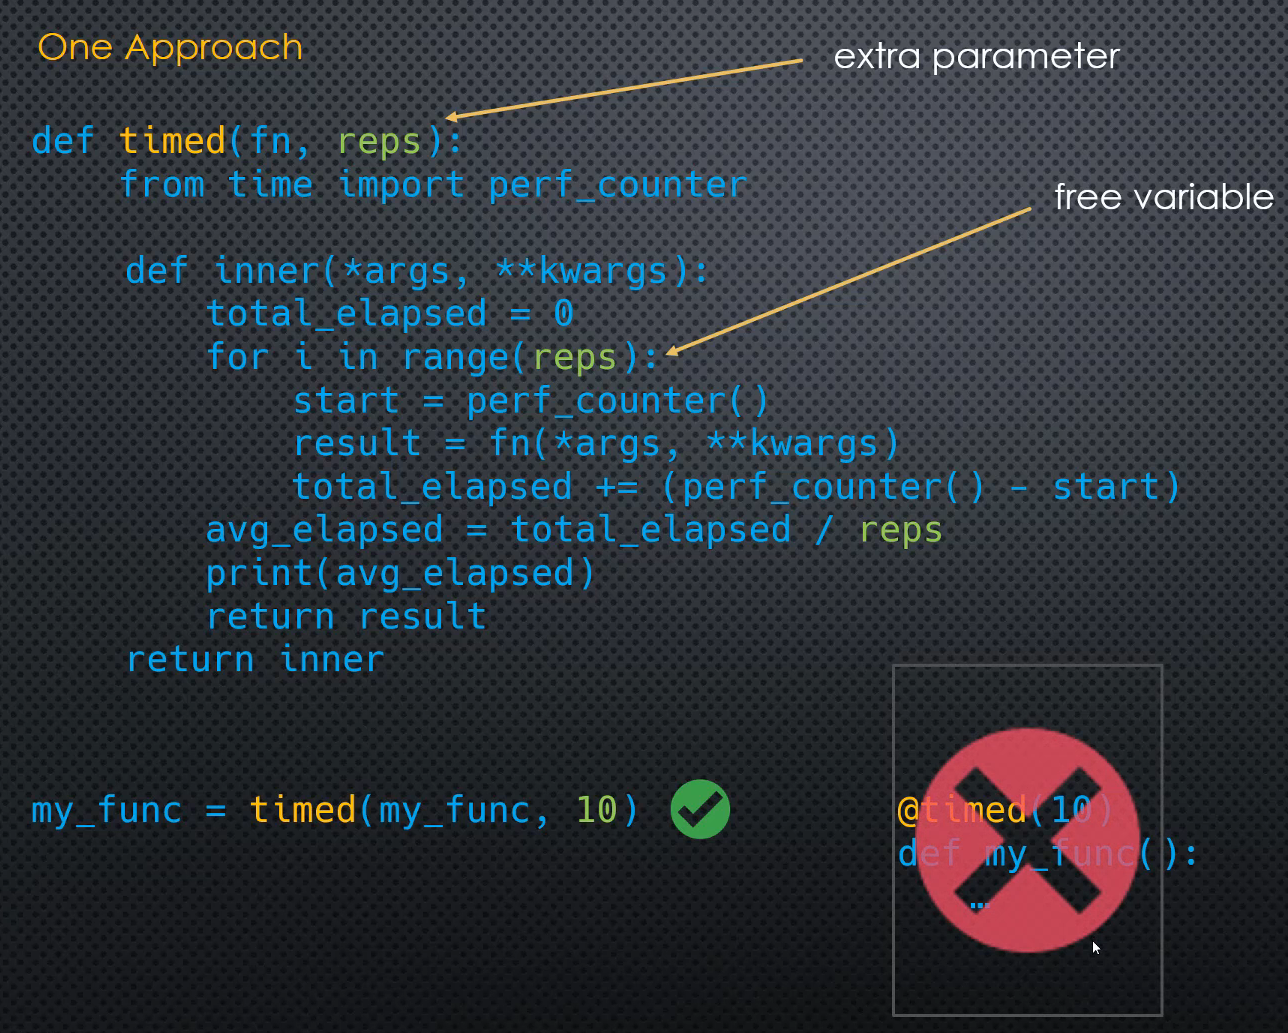 One Approach
extra parameter
def timed(fn, reps):
    from time import perf_counter
free variable
    def inner(*args, **kwargs):
        total_elapsed = 0
        for i in range(reps):
            start = perf_counter()
            result = fn(*args, **kwargs)
            total_elapsed += (perf_counter() - start)
        avg_elapsed = total_elapsed / reps
        print(avg_elapsed)
        return result
    return inner
my_func = timed(my_func, 10)
@timed(10)
def my_func():
    …